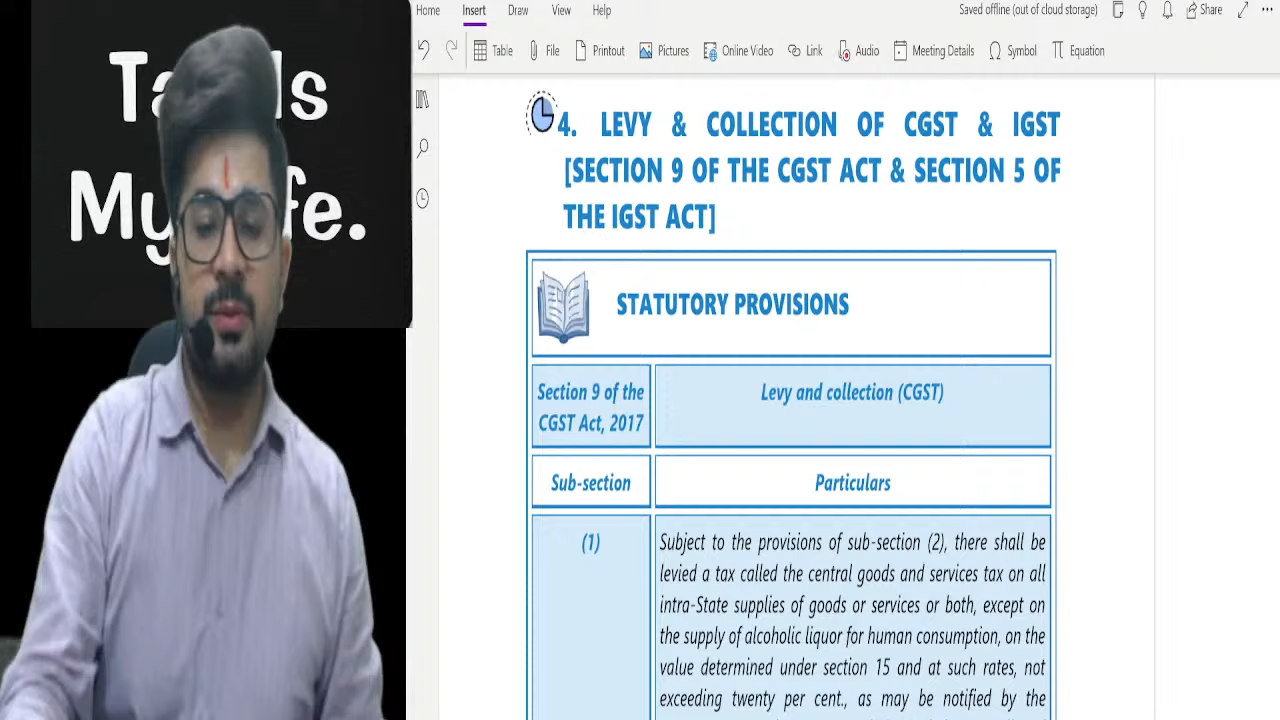 Home Insert Draw View Help Saved offline (out of cloud storage) Share
Table File Printout Pictures Online Video Link Audio Meeting Details Symbol Equation
Ta Is
My fe.
4. LEVY & COLLECTION OF CGST & IGST
[SECTION 9 OF THE CGST ACT & SECTION 5 OF
THE IGST ACT]
STATUTORY PROVISIONS
Section 9 of the
CGST Act, 2017
Levy and collection (CGST)
Sub-section
Particulars
(1)
Subject to the provisions of sub-section (2), there shall be
levied a tax called the central goods and services tax on all
intra-State supplies of goods or services or both, except on
the supply of alcoholic liquor for human consumption, on the
value determined under section 15 and at such rates, not
exceeding twenty per cent., as may be notified by the